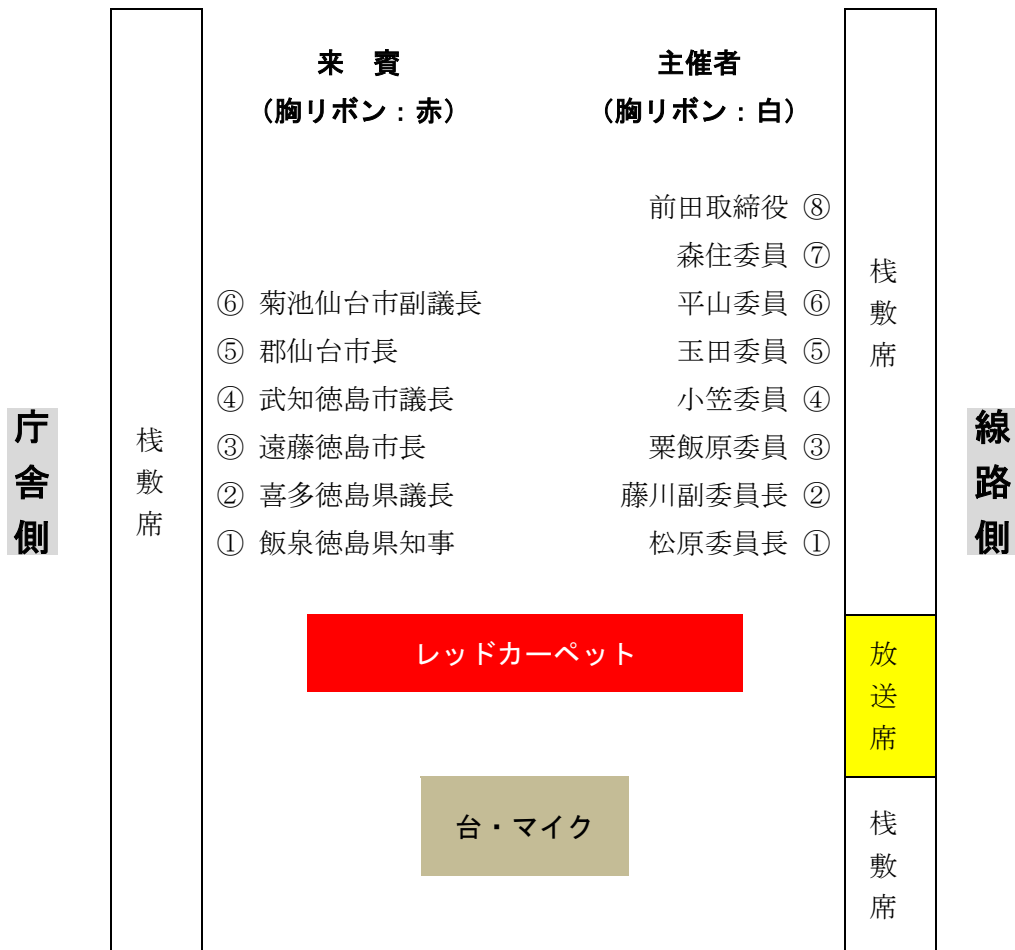 来　賓
（胸リボン：赤）
⑥ 菊池仙台市副議長
⑤ 郡仙台市長
④ 武知徳島市議長
③ 遠藤徳島市長
② 喜多徳島県議長
① 飯泉徳島県知事
主催者
（胸リボン：白）
前田取締役 ⑧
森住委員 ⑦
平山委員 ⑥
玉田委員 ⑤
小笠委員 ④
粟飯原委員 ③
藤川副委員長 ②
松原委員長 ①
庁舎側
桟敷席
桟敷席
線路側
レッドカーペット
放送席
台・マイク
桟敷席